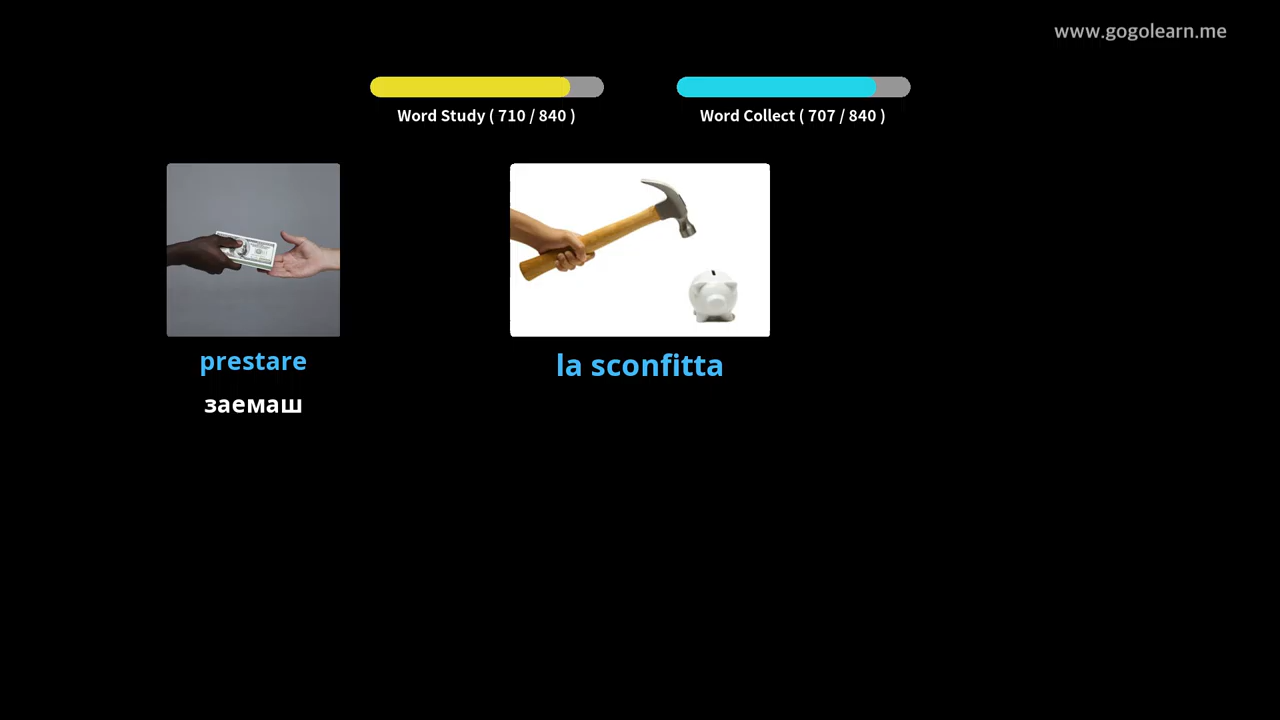 www.gogolearn.me
Word Study ( 710 / 840 )
Word Collect ( 707 / 840 )
prestare
заемаш
la sconfitta